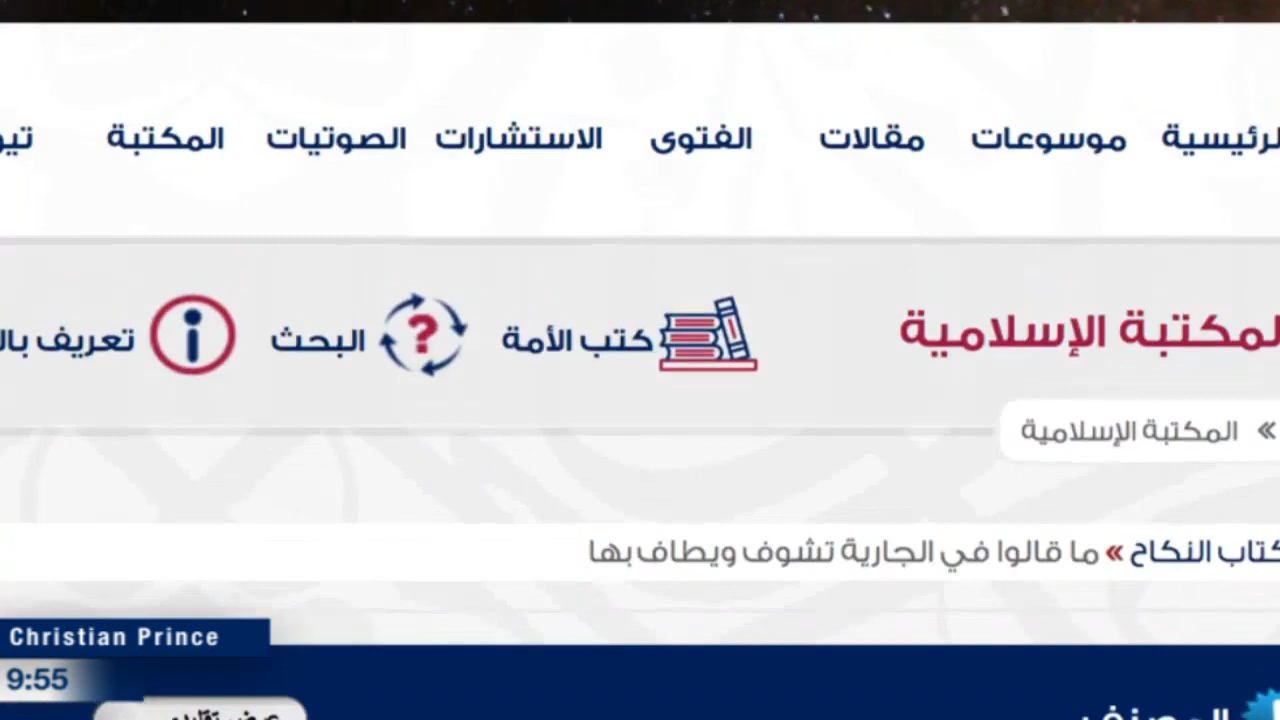 الرئيسية موسوعات مقالات الفتوى الاستشارات الصوتيات المكتبة
المكتبة الإسلامية كتب الأمة البحث تعريف
» المكتبة الإسلامية
كتاب النكاح » ما قالوا في الجارية تشوف ويطاف بها
Christian Prince
9:55